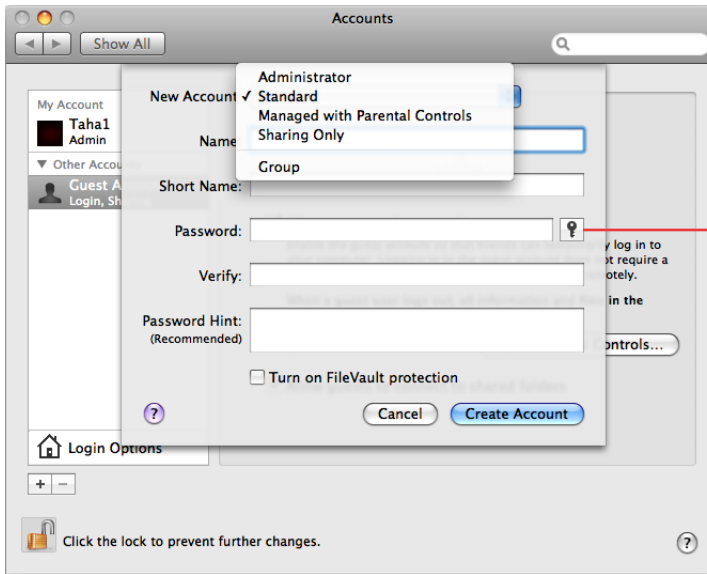 Accounts
Show All
Administrator
New Account
✓ Standard
Managed with Parental Controls
Sharing Only
Group
My Account
Taha1
Admin
Other Accou
Guest A
Login, Sh
Name
Short Name:
Password:
Verify:
Password Hint:
(Recommended)
y log in to
ot require a
otely.
in the
ontrols...
Turn on FileVault protection
?
Cancel
Create Account
Login Options
+ −
Click the lock to prevent further changes.
?